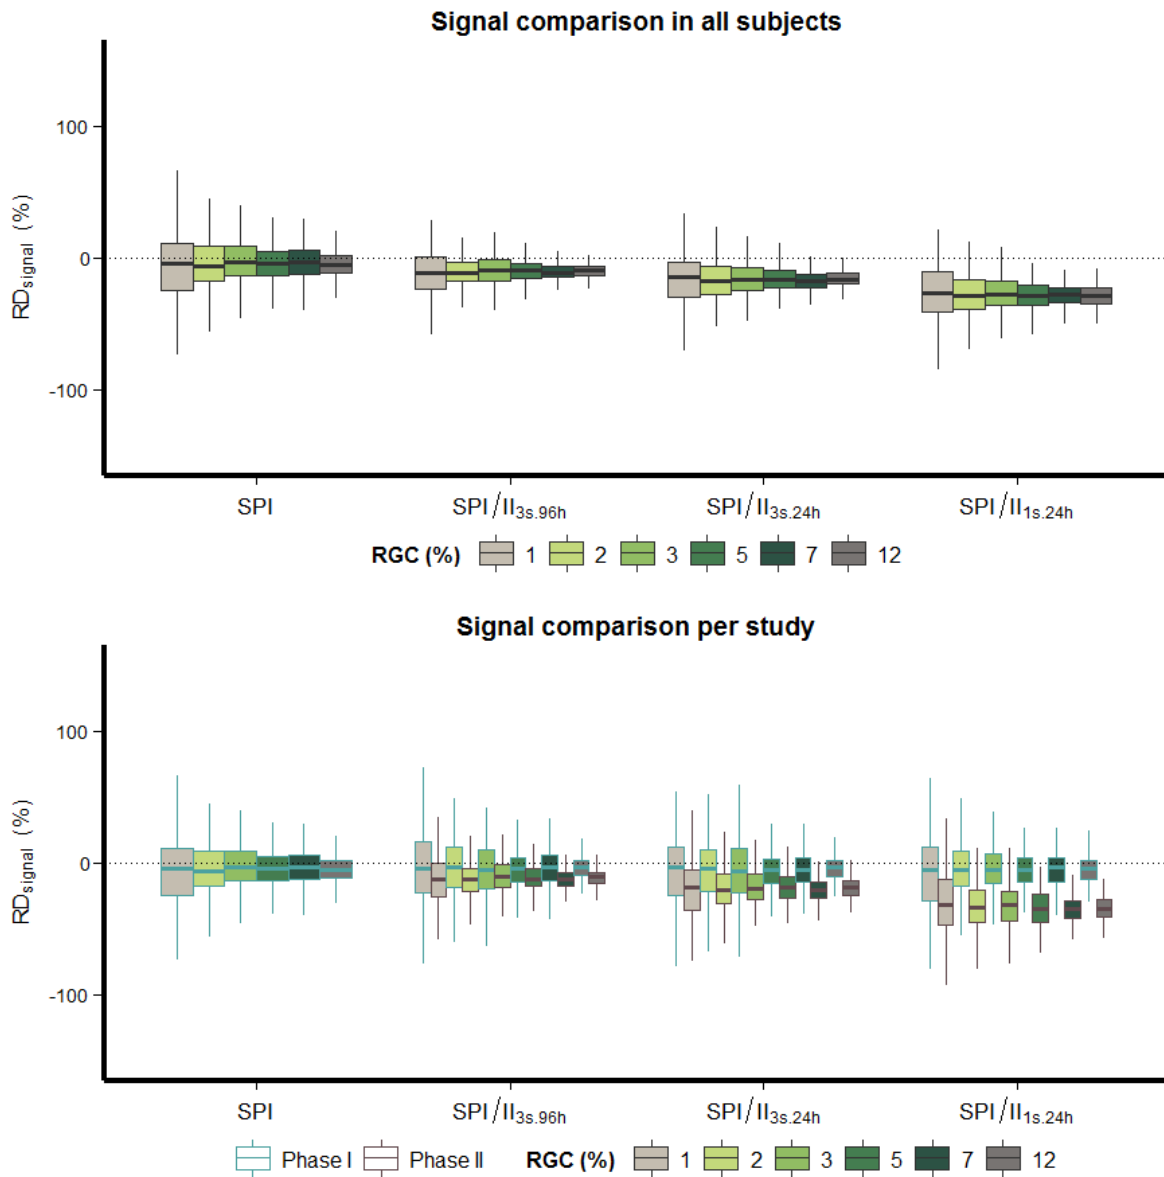 Signal comparison in all subjects
RDsignal (%)
100
0
-100
SPI SPI/II3s.96h SPI/II3s.24h SPI/II1s.24h
RGC (%) 1 2 3 5 7 12
Signal comparison per study
RDsignal (%)
100
0
-100
SPI SPI/II3s.96h SPI/II3s.24h SPI/II1s.24h
Phase I Phase II RGC (%) 1 2 3 5 7 12